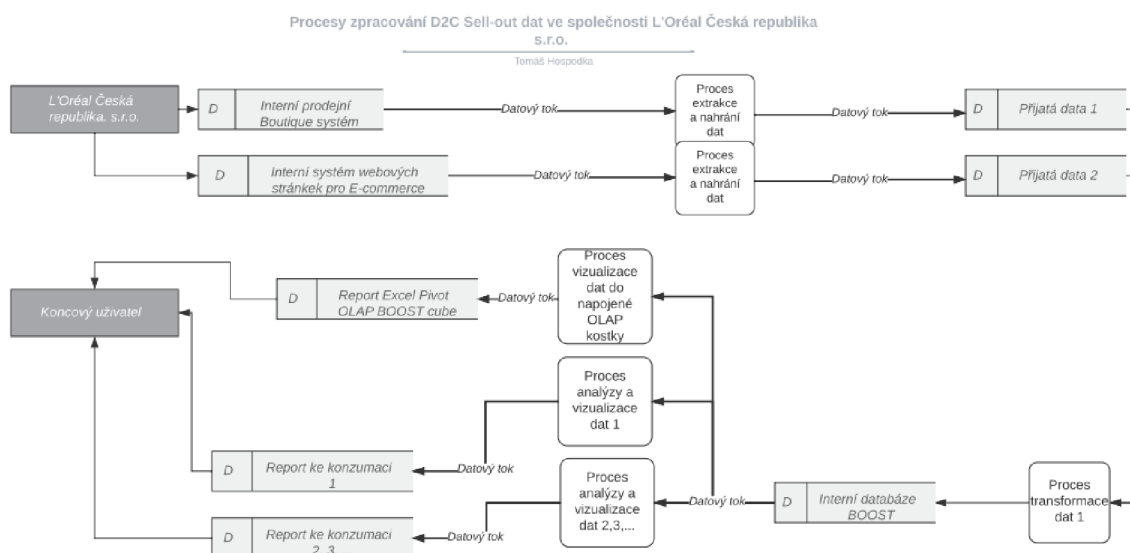 Procesy zpracování D2C Sell-out dat ve společnosti L'Oréal Česká republika
s.r.o.
Tomáš Hospodka
L'Oréal Česká
republika. s.r.o.
D
Interní prodejní
Boutique systém
Datový tok
Proces
extrakce
a nahrání
dat
Datový tok
D
Přijatá data 1
D
Interní systém webových
stránkek pro E-commerce
Datový tok
Proces
extrakce
a nahrání
dat
Datový tok
D
Přijatá data 2
Koncový uživatel
D
Report Excel Pivot
OLAP BOOST cube
Datový tok
Proces
vizualizace
dat do
napojené
OLAP
kostky
Proces
analýzy a
vizualizace
dat 1
D
Report ke konzumaci
1
Datový tok
Proces
analýzy a
vizualizace
dat 2,3,...
Datový tok
D
Interní databáze
BOOST
Proces
transformace
dat 1
D
Report ke konzumaci
2, 3
Datový tok